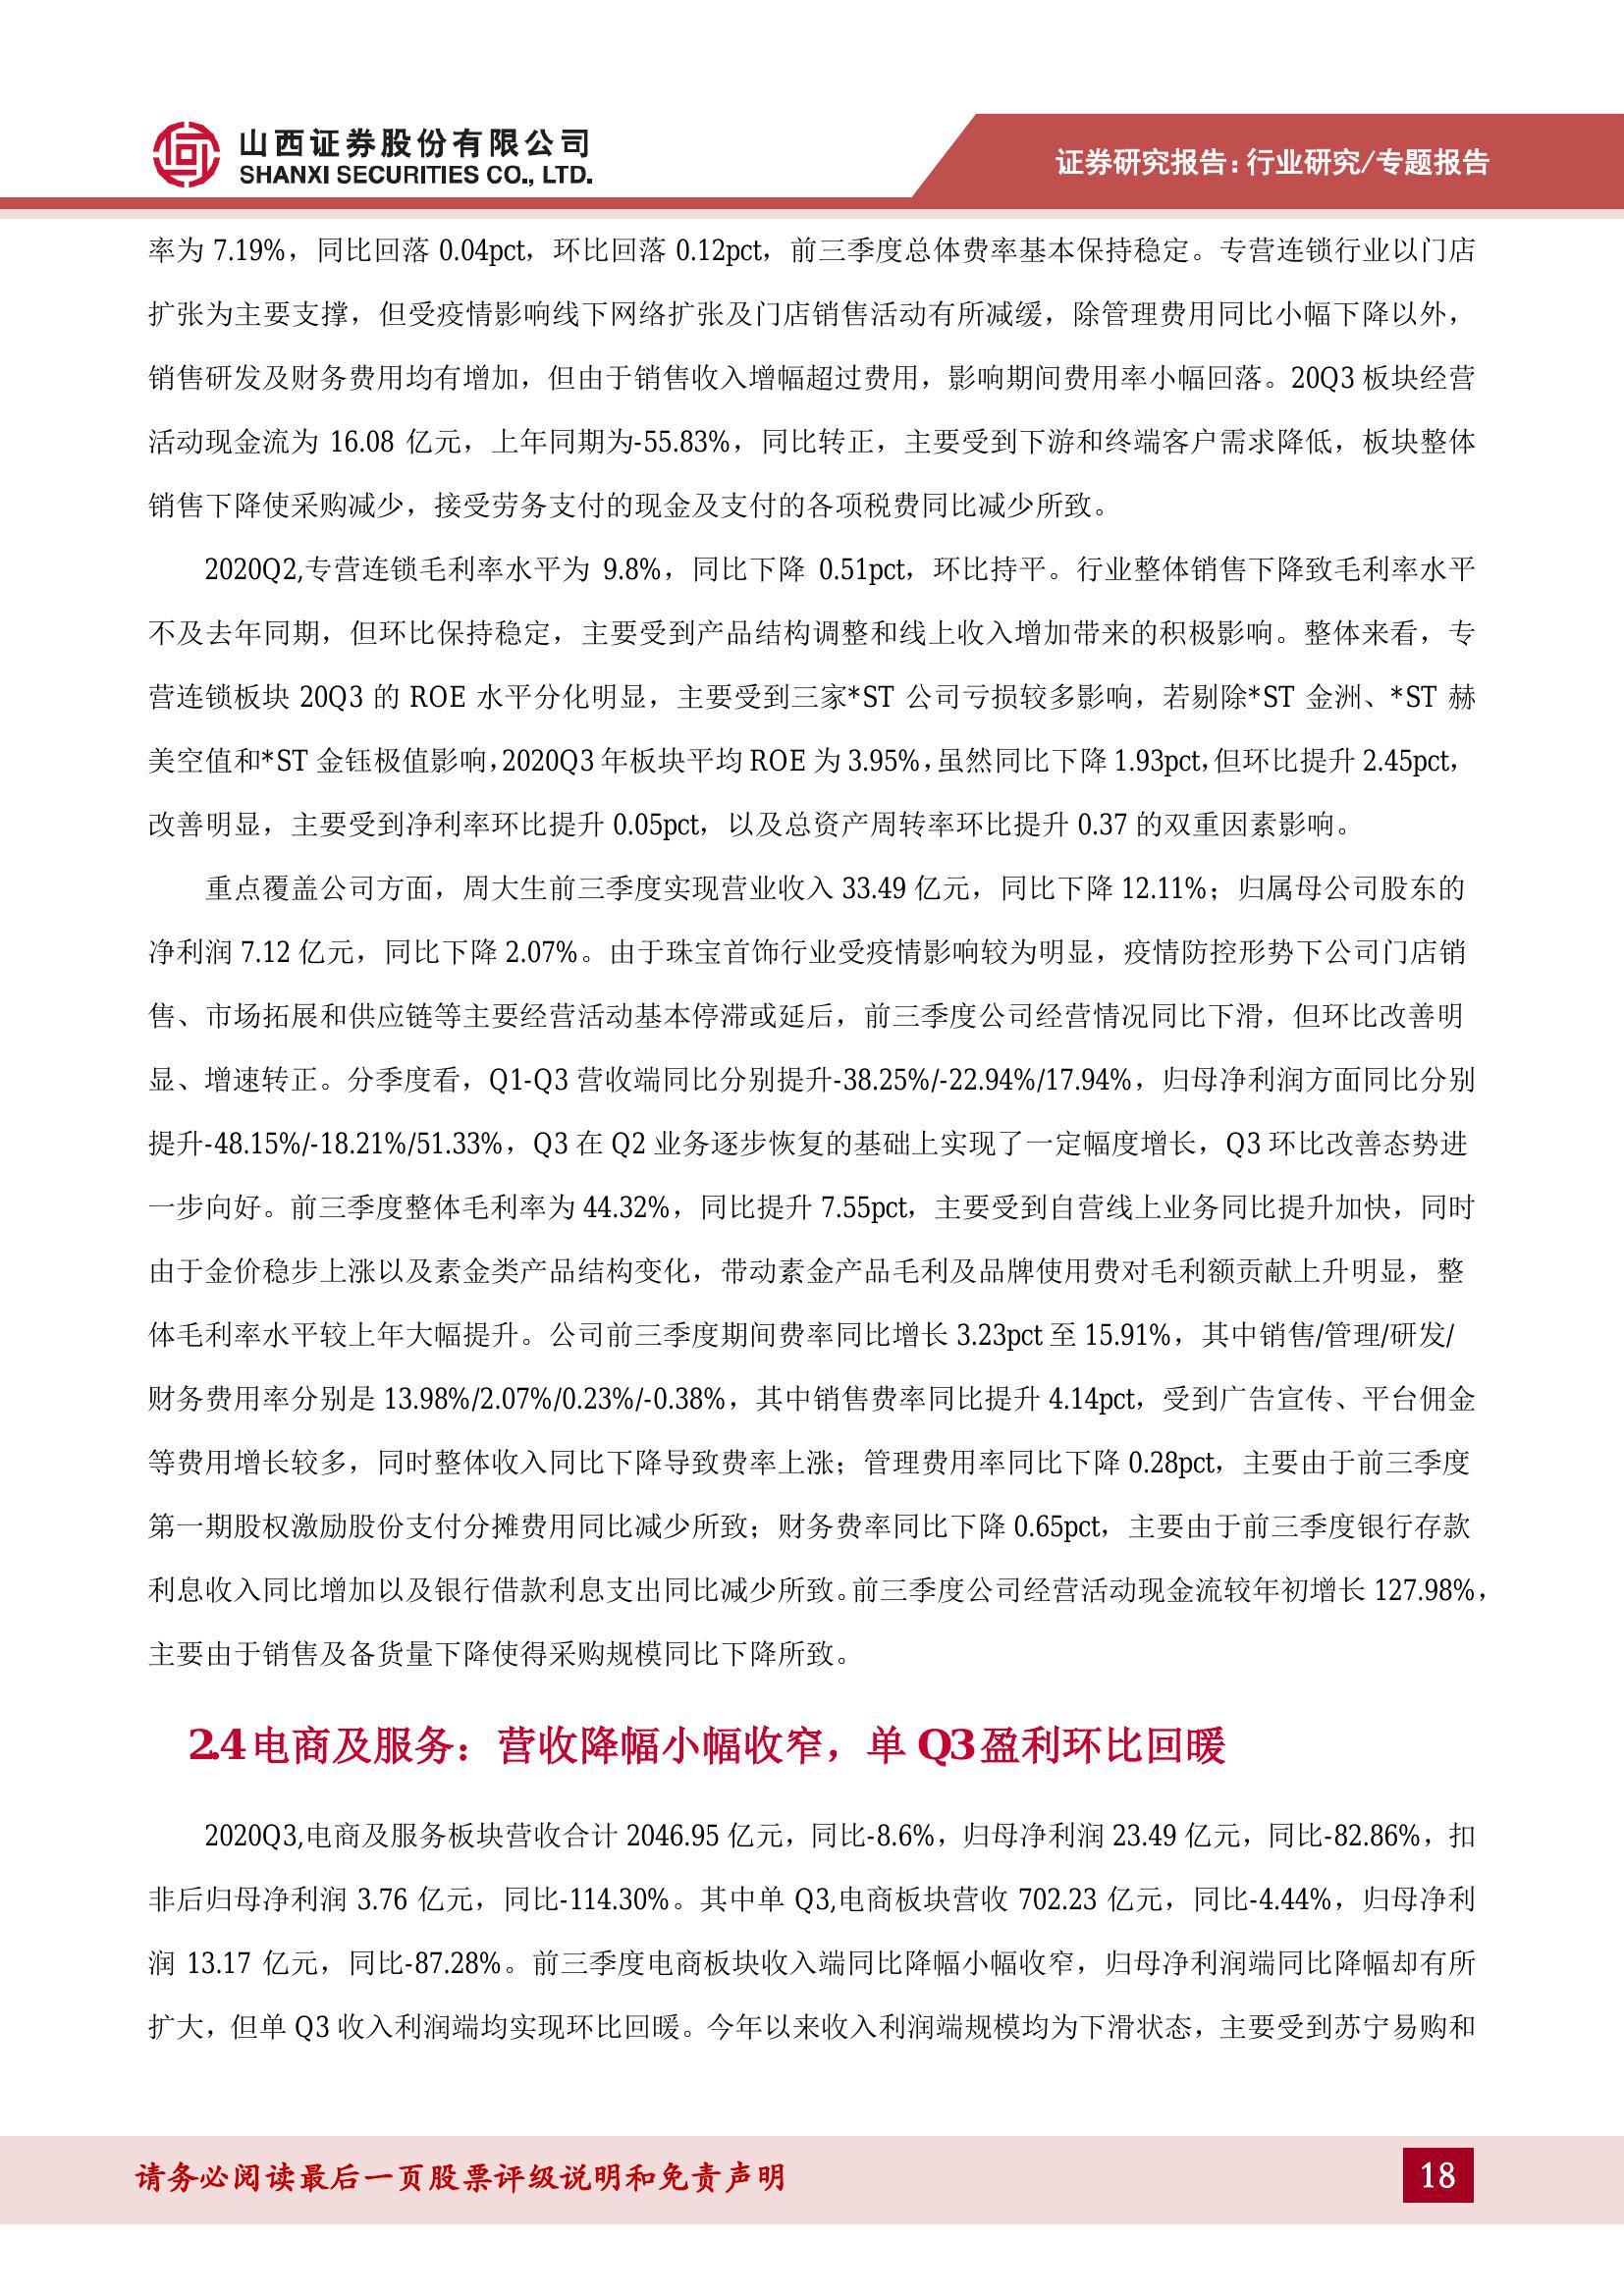 山西证券股份有限公司
SHANXI SECURITIES CO., LTD.
证券研究报告：行业研究/专题报告
率为 7.19%，同比回落 0.04pct，环比回落 0.12pct，前三季度总体费率基本保持稳定。专营连锁行业以门店
扩张为主要支撑，但受疫情影响线下网络扩张及门店销售活动有所减缓，除管理费用同比小幅下降以外，
销售研发及财务费用均有增加，但由于销售收入增幅超过费用，影响期间费用率小幅回落。20Q3 板块经营
活动现金流为 16.08 亿元，上年同期为-55.83%，同比转正，主要受到下游和终端客户需求降低，板块整体
销售下降使采购减少，接受劳务支付的现金及支付的各项税费同比减少所致。
2020Q2,专营连锁毛利率水平为 9.8%，同比下降 0.51pct，环比持平。行业整体销售下降致毛利率水平
不及去年同期，但环比保持稳定，主要受到产品结构调整和线上收入增加带来的积极影响。整体来看，专
营连锁板块 20Q3 的 ROE 水平分化明显，主要受到三家*ST 公司亏损较多影响，若剔除*ST 金洲、*ST 赫
美空值和*ST 金钰极值影响，2020Q3 年板块平均 ROE 为 3.95%，虽然同比下降 1.93pct，但环比提升 2.45pct，
改善明显，主要受到净利率环比提升 0.05pct，以及总资产周转率环比提升 0.37 的双重因素影响。
重点覆盖公司方面，周大生前三季度实现营业收入 33.49 亿元，同比下降 12.11%；归属母公司股东的
净利润 7.12 亿元，同比下降 2.07%。由于珠宝首饰行业受疫情影响较为明显，疫情防控形势下公司门店销
售、市场拓展和供应链等主要经营活动基本停滞或延后，前三季度公司经营情况同比下滑，但环比改善明
显、增速转正。分季度看，Q1-Q3 营收端同比分别提升-38.25%/-22.94%/17.94%，归母净利润方面同比分别
提升-48.15%/-18.21%/51.33%，Q3 在 Q2 业务逐步恢复的基础上实现了一定幅度增长，Q3 环比改善态势进
一步向好。前三季度整体毛利率为 44.32%，同比提升 7.55pct，主要受到自营线上业务同比提升加快，同时
由于金价稳步上涨以及素金类产品结构变化，带动素金产品毛利及品牌使用费对毛利额贡献上升明显，整
体毛利率水平较上年大幅提升。公司前三季度期间费率同比增长 3.23pct 至 15.91%，其中销售/管理/研发/
财务费用率分别是 13.98%/2.07%/0.23%/-0.38%，其中销售费率同比提升 4.14pct，受到广告宣传、平台佣金
等费用增长较多，同时整体收入同比下降导致费率上涨；管理费用率同比下降 0.28pct，主要由于前三季度
第一期股权激励股份支付分摊费用同比减少所致；财务费率同比下降 0.65pct，主要由于前三季度银行存款
利息收入同比增加以及银行借款利息支出同比减少所致。前三季度公司经营活动现金流较年初增长 127.98%，
主要由于销售及备货量下降使得采购规模同比下降所致。
2.4 电商及服务：营收降幅小幅收窄，单 Q3 盈利环比回暖
2020Q3,电商及服务板块营收合计 2046.95 亿元，同比-8.6%，归母净利润 23.49 亿元，同比-82.86%，扣
非后归母净利润 3.76 亿元，同比-114.30%。其中单 Q3,电商板块营收 702.23 亿元，同比-4.44%，归母净利
润 13.17 亿元，同比-87.28%。前三季度电商板块收入端同比降幅小幅收窄，归母净利润端同比降幅却有所
扩大，但单 Q3 收入利润端均实现环比回暖。今年以来收入利润端规模均为下滑状态，主要受到苏宁易购和
请务必阅读最后一页股票评级说明和免责声明
18